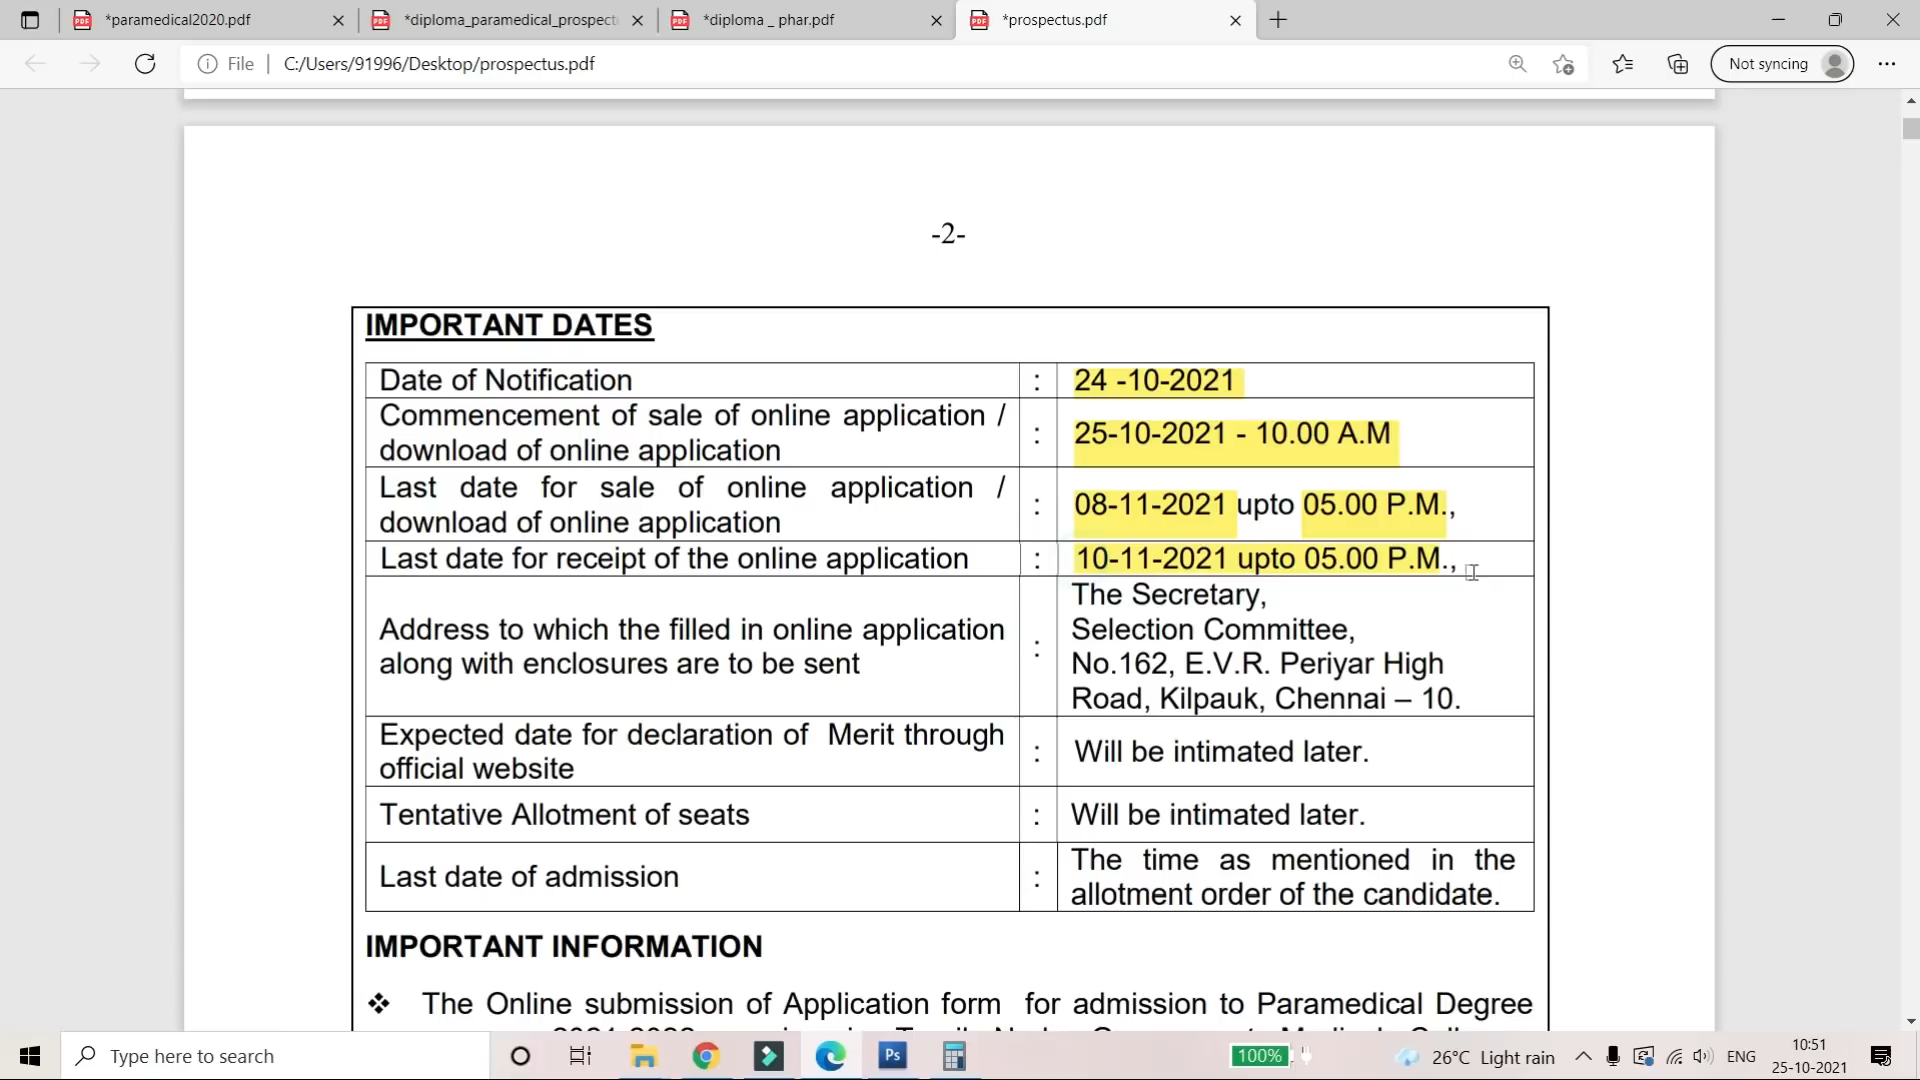 *paramedical2020.pdf
*diploma_paramedical_prospect
*diploma _ phar.pdf
*prospectus.pdf
File
C:/Users/91996/Desktop/prospectus.pdf
Not syncing
-2-
IMPORTANT DATES
Date of Notification : 24 -10-2021
Commencement of sale of online application /
download of online application : 25-10-2021 - 10.00 A.M
Last date for sale of online application /
download of online application : 08-11-2021 upto 05.00 P.M.,
Last date for receipt of the online application : 10-11-2021 upto 05.00 P.M.,
Address to which the filled in online application
along with enclosures are to be sent :
The Secretary,
Selection Committee,
No.162, E.V.R. Periyar High
Road, Kilpauk, Chennai – 10.
Expected date for declaration of Merit through
official website : Will be intimated later.
Tentative Allotment of seats : Will be intimated later.
Last date of admission :
The time as mentioned in the
allotment order of the candidate.
IMPORTANT INFORMATION
❖ The Online submission of Application form for admission to Paramedical Degree
Type here to search
Ps
100%
26°C Light rain
ENG
10:51
25-10-2021